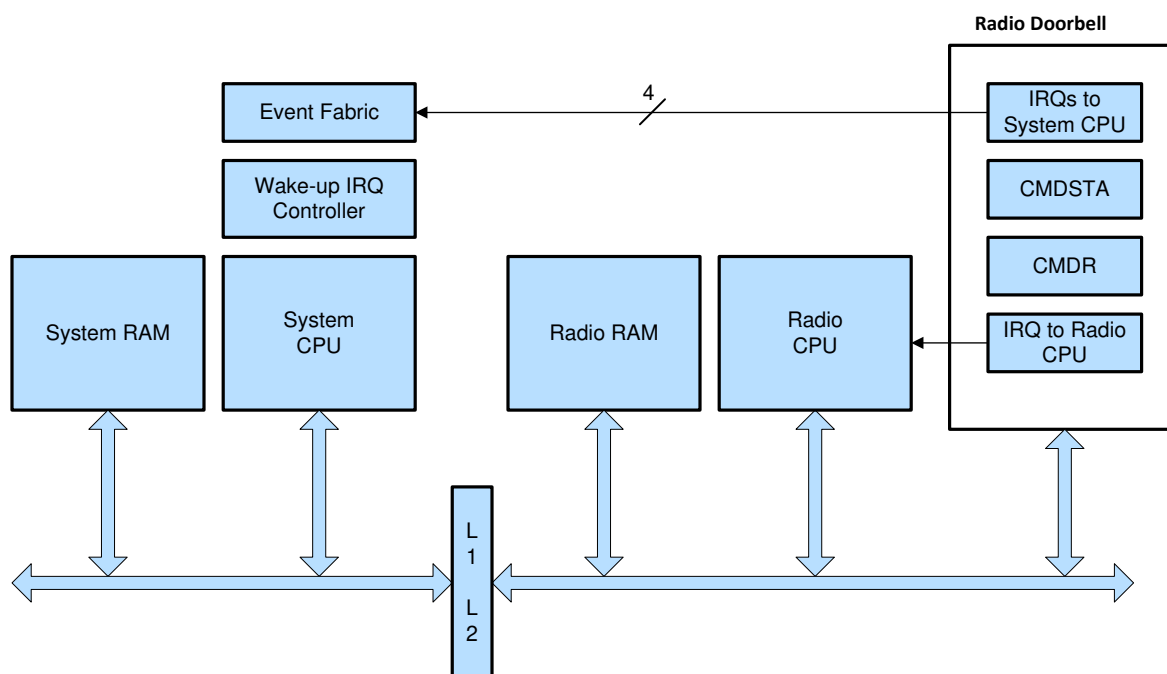 Radio Doorbell
4
Event Fabric
IRQs to
System CPU
Wake-up IRQ
Controller
CMDSTA
CMDR
System RAM
System
CPU
Radio RAM
Radio
CPU
IRQ to Radio
CPU
L
1
L
2